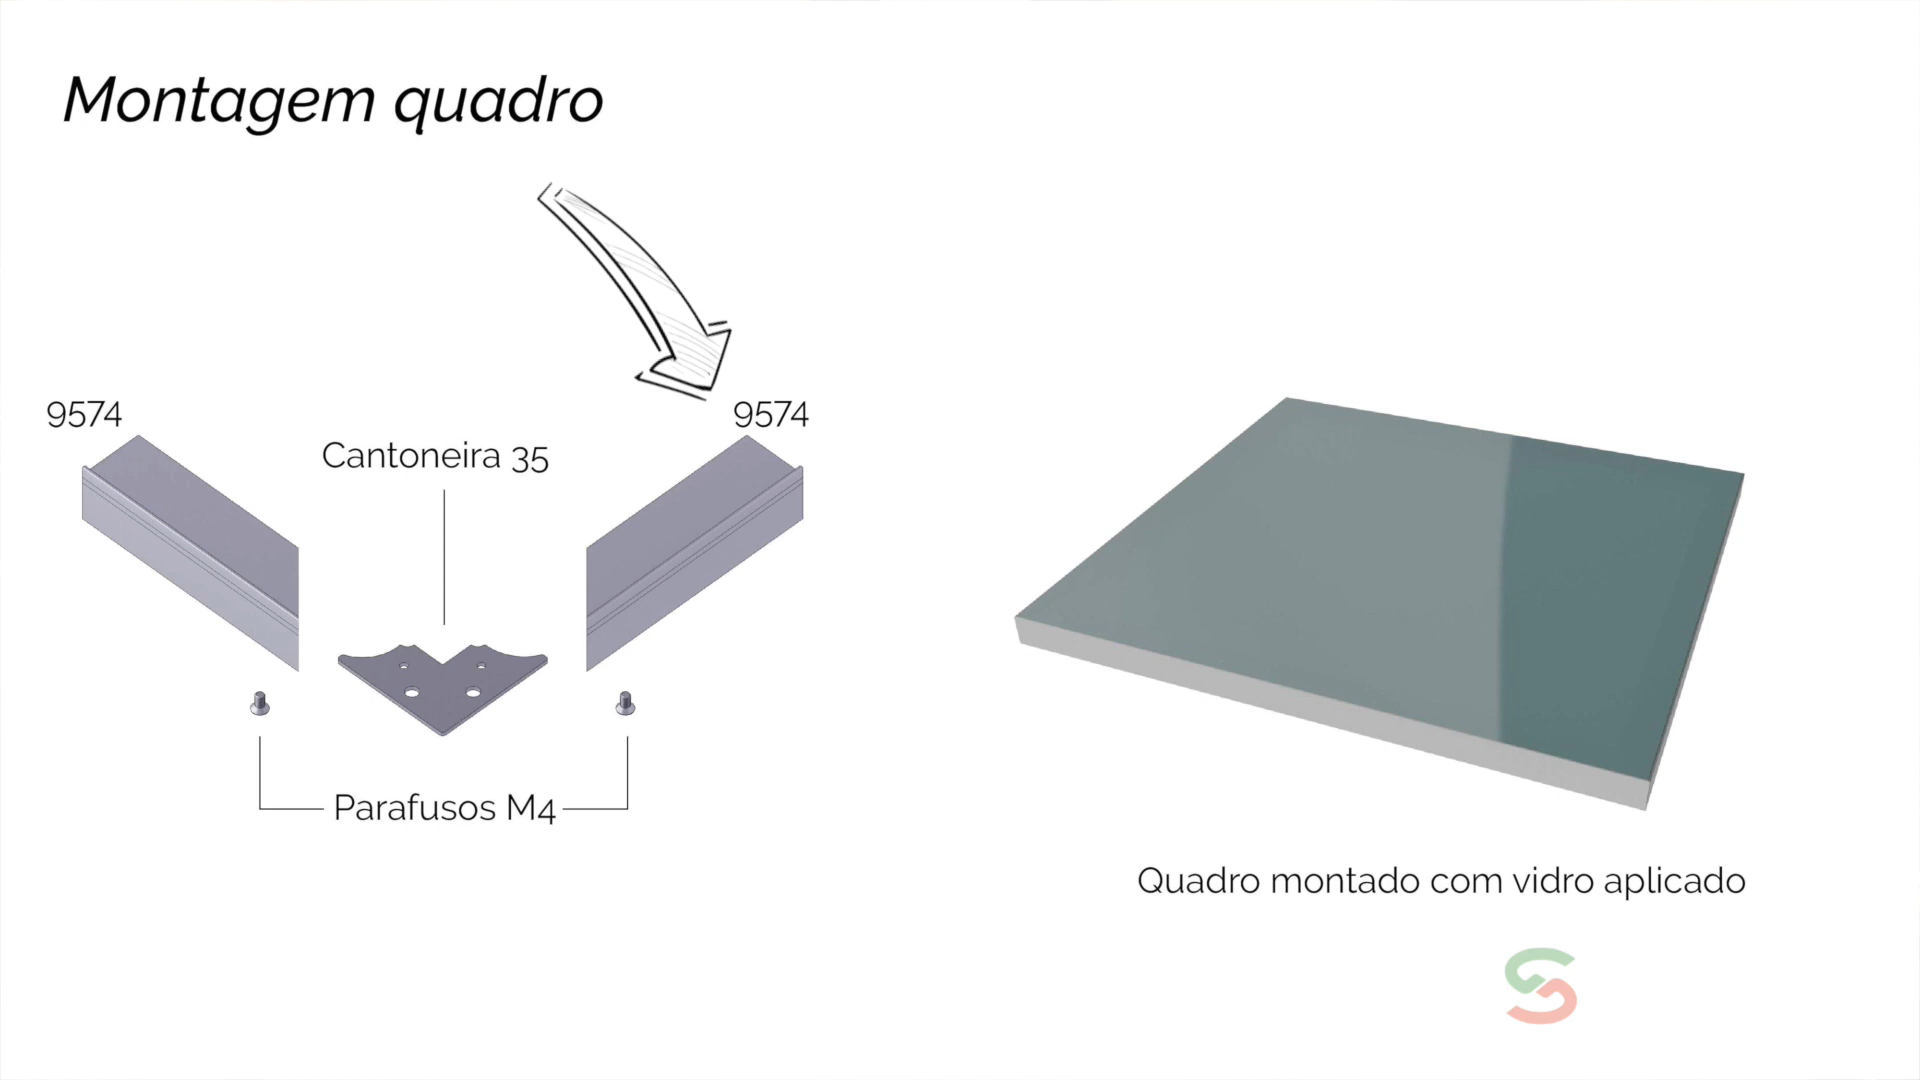 Montagem quadro
9574
9574
Cantoneira 35
Parafusos M4
Quadro montado com vidro aplicado